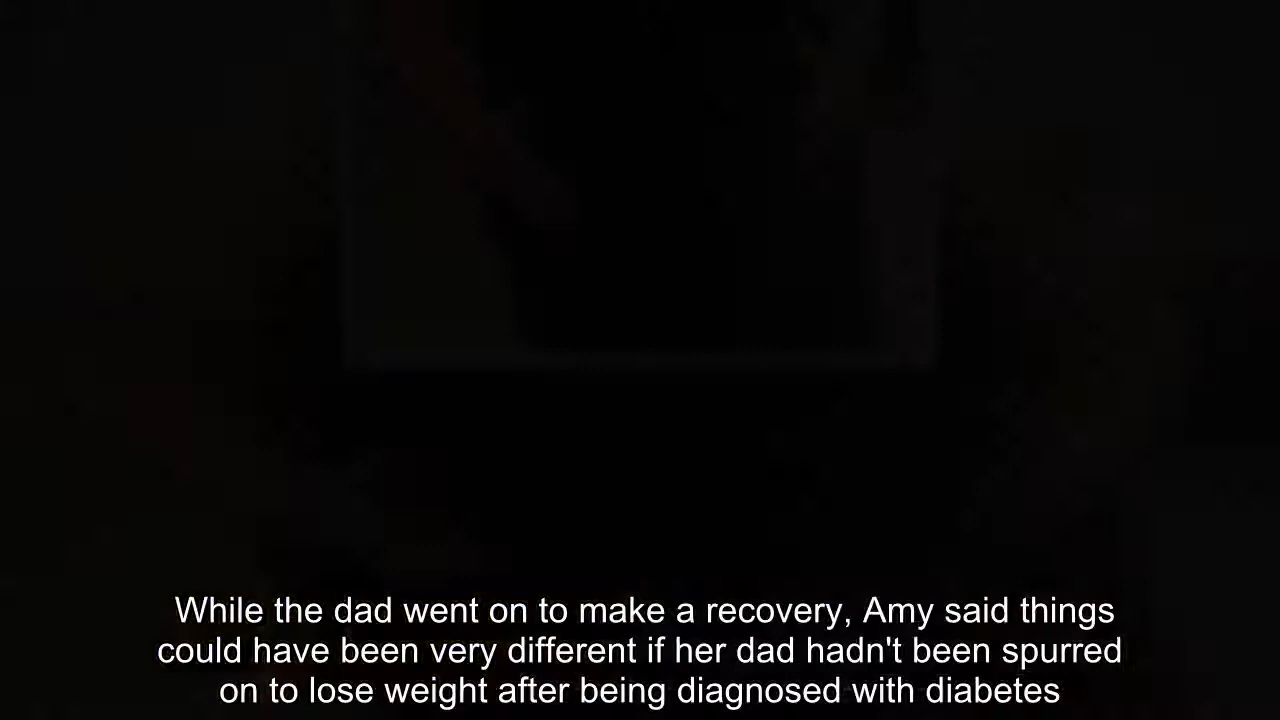 While the dad went on to make a recovery, Amy said things
could have been very different if her dad hadn't been spurred
on to lose weight after being diagnosed with diabetes